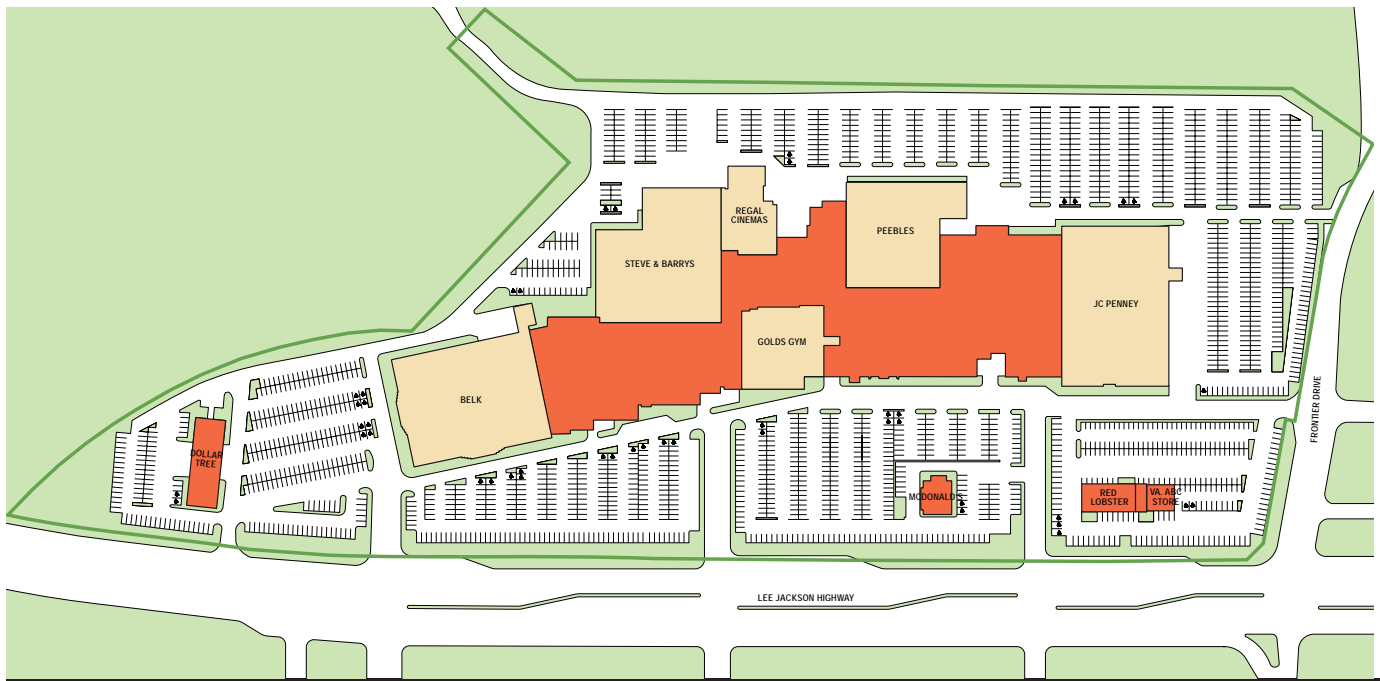 REGAL
CINEMAS
PEEBLES
STEVE & BARRYS
JC PENNEY
GOLDS GYM
BELK
FRONTIER DRIVE
DOLLAR
TREE
MCDONALD'S
RED
LOBSTER
VA. ABC
STORE
LEE JACKSON HIGHWAY